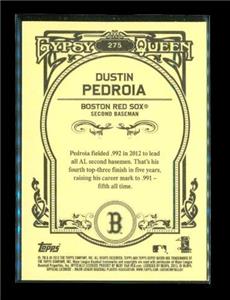 GYPSY QUEEN
275
DUSTIN
PEDROIA
BOSTON RED SOX®
SECOND BASEMAN
Pedroia fielded .992 in 2012 to lead
all AL second basemen. That's his
fourth top-three finish in five years,
raising his career mark to .991 –
fifth all time.
B
Topps